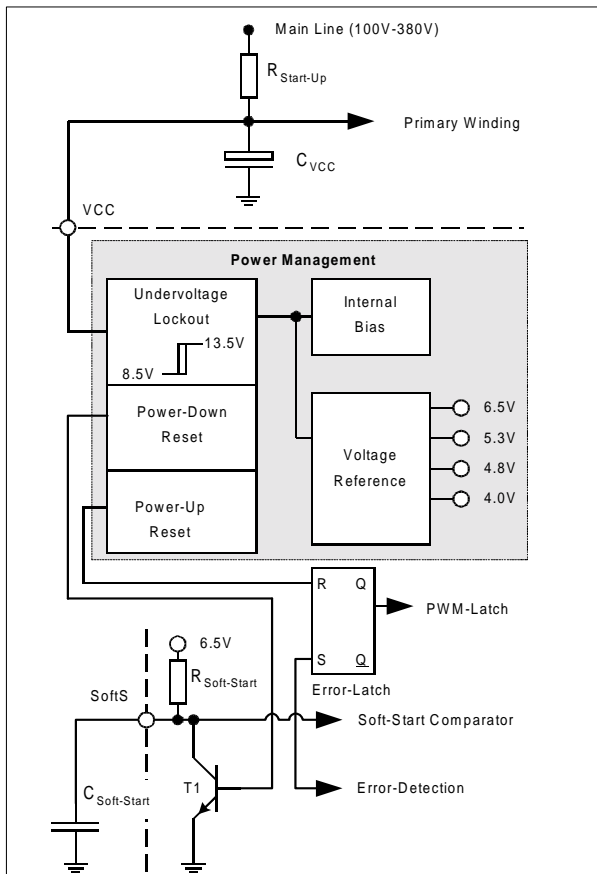 Main Line (100V-380V)
R Start-Up
Primary Winding
C VCC
VCC
Power Management
Undervoltage
Lockout
13.5V
8.5V
Internal
Bias
Power-Down
Reset
Voltage
Reference
6.5V
5.3V
4.8V
4.0V
Power-Up
Reset
R Q
PWM-Latch
S Q
Error-Latch
6.5V
R Soft-Start
SoftS
Soft-Start Comparator
T1
C Soft-Start
Error-Detection